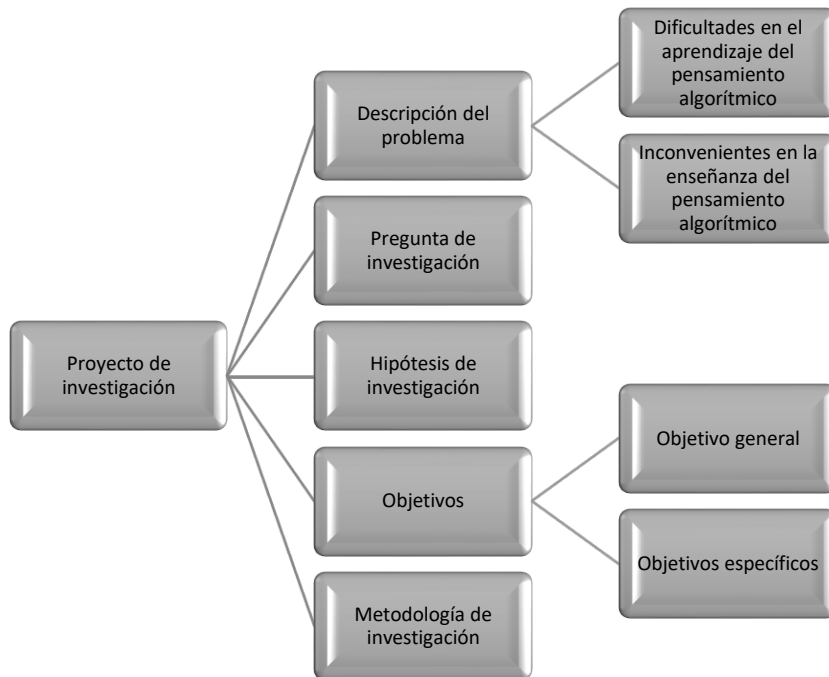 Proyecto de
investigación
Descripción del
problema
Dificultades en el
aprendizaje del
pensamiento
algorítmico
Inconvenientes en la
enseñanza del
pensamiento
algorítmico
Pregunta de
investigación
Hipótesis de
investigación
Objetivos
Objetivo general
Objetivos específicos
Metodología de
investigación